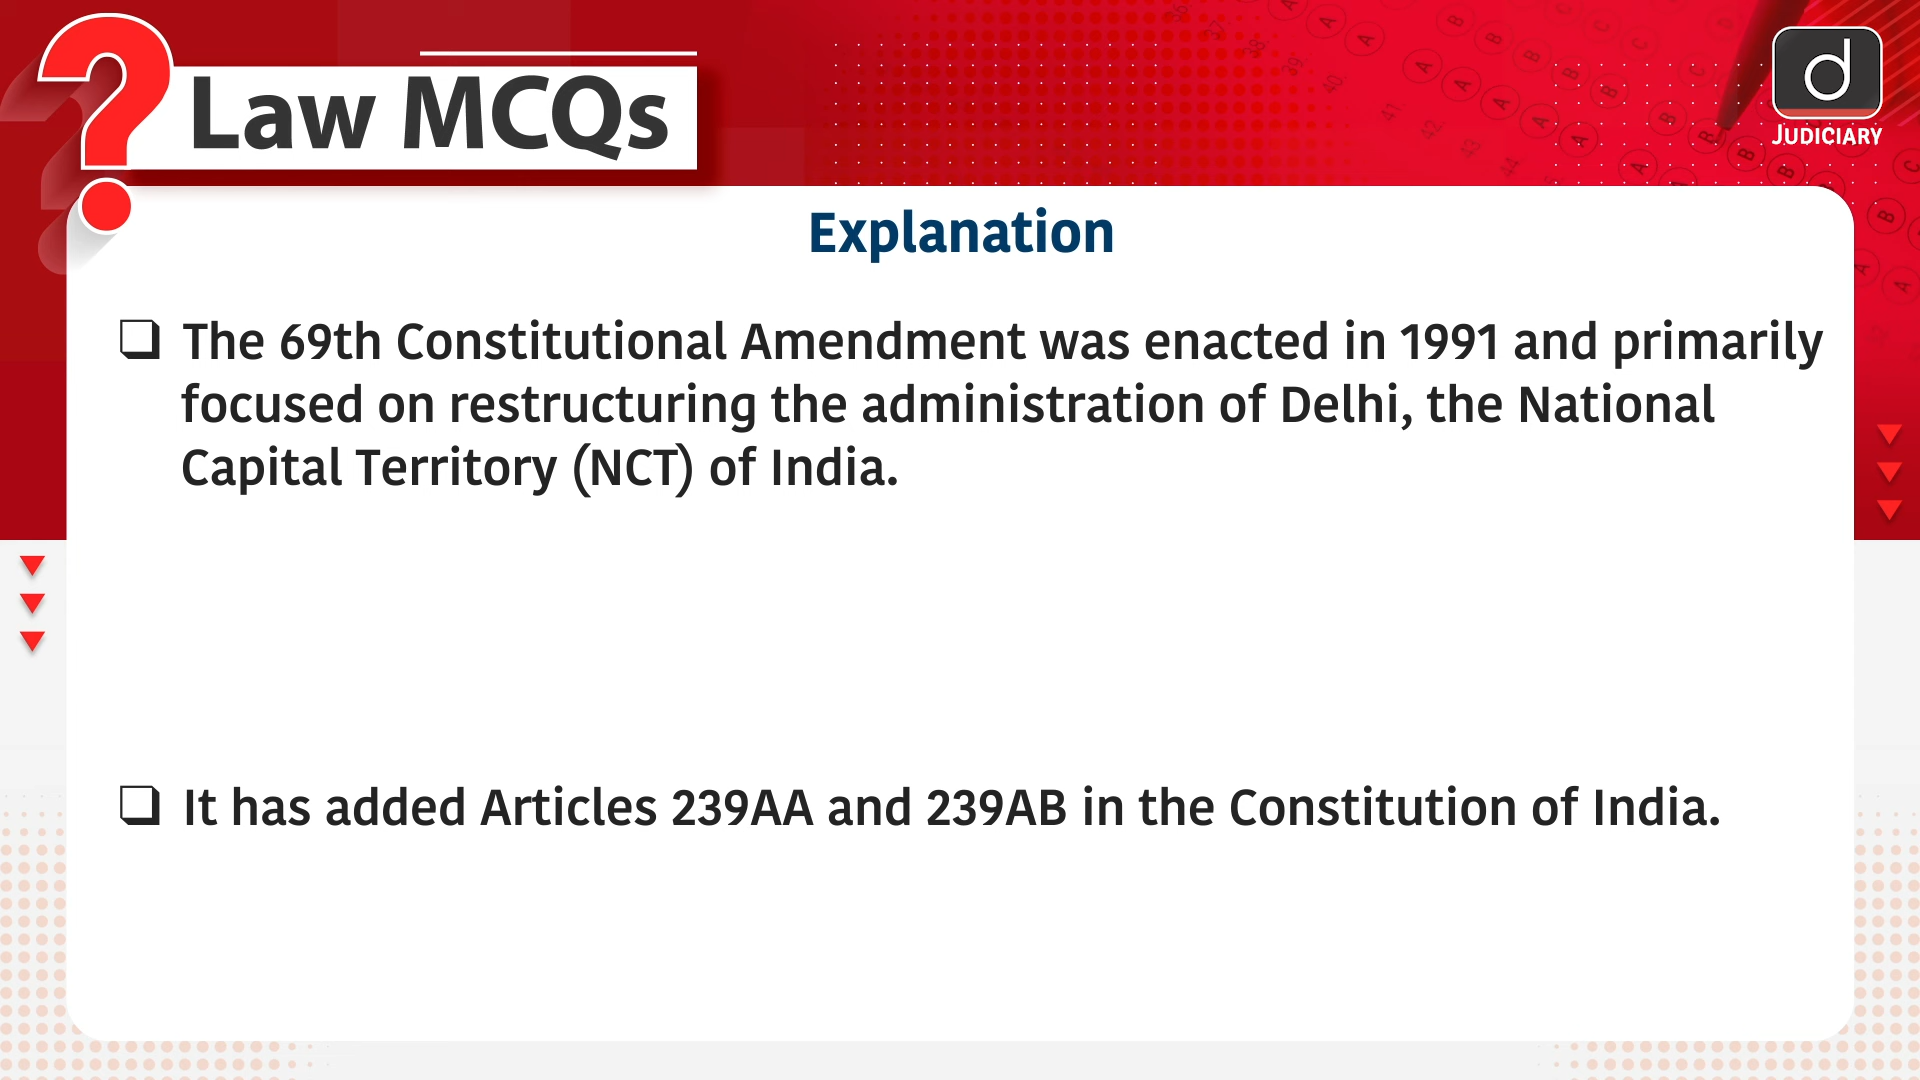 Law MCQs
d
JUDICIARY
Explanation
❑ The 69th Constitutional Amendment was enacted in 1991 and primarily
focused on restructuring the administration of Delhi, the National
Capital Territory (NCT) of India.
❑ It has added Articles 239AA and 239AB in the Constitution of India.